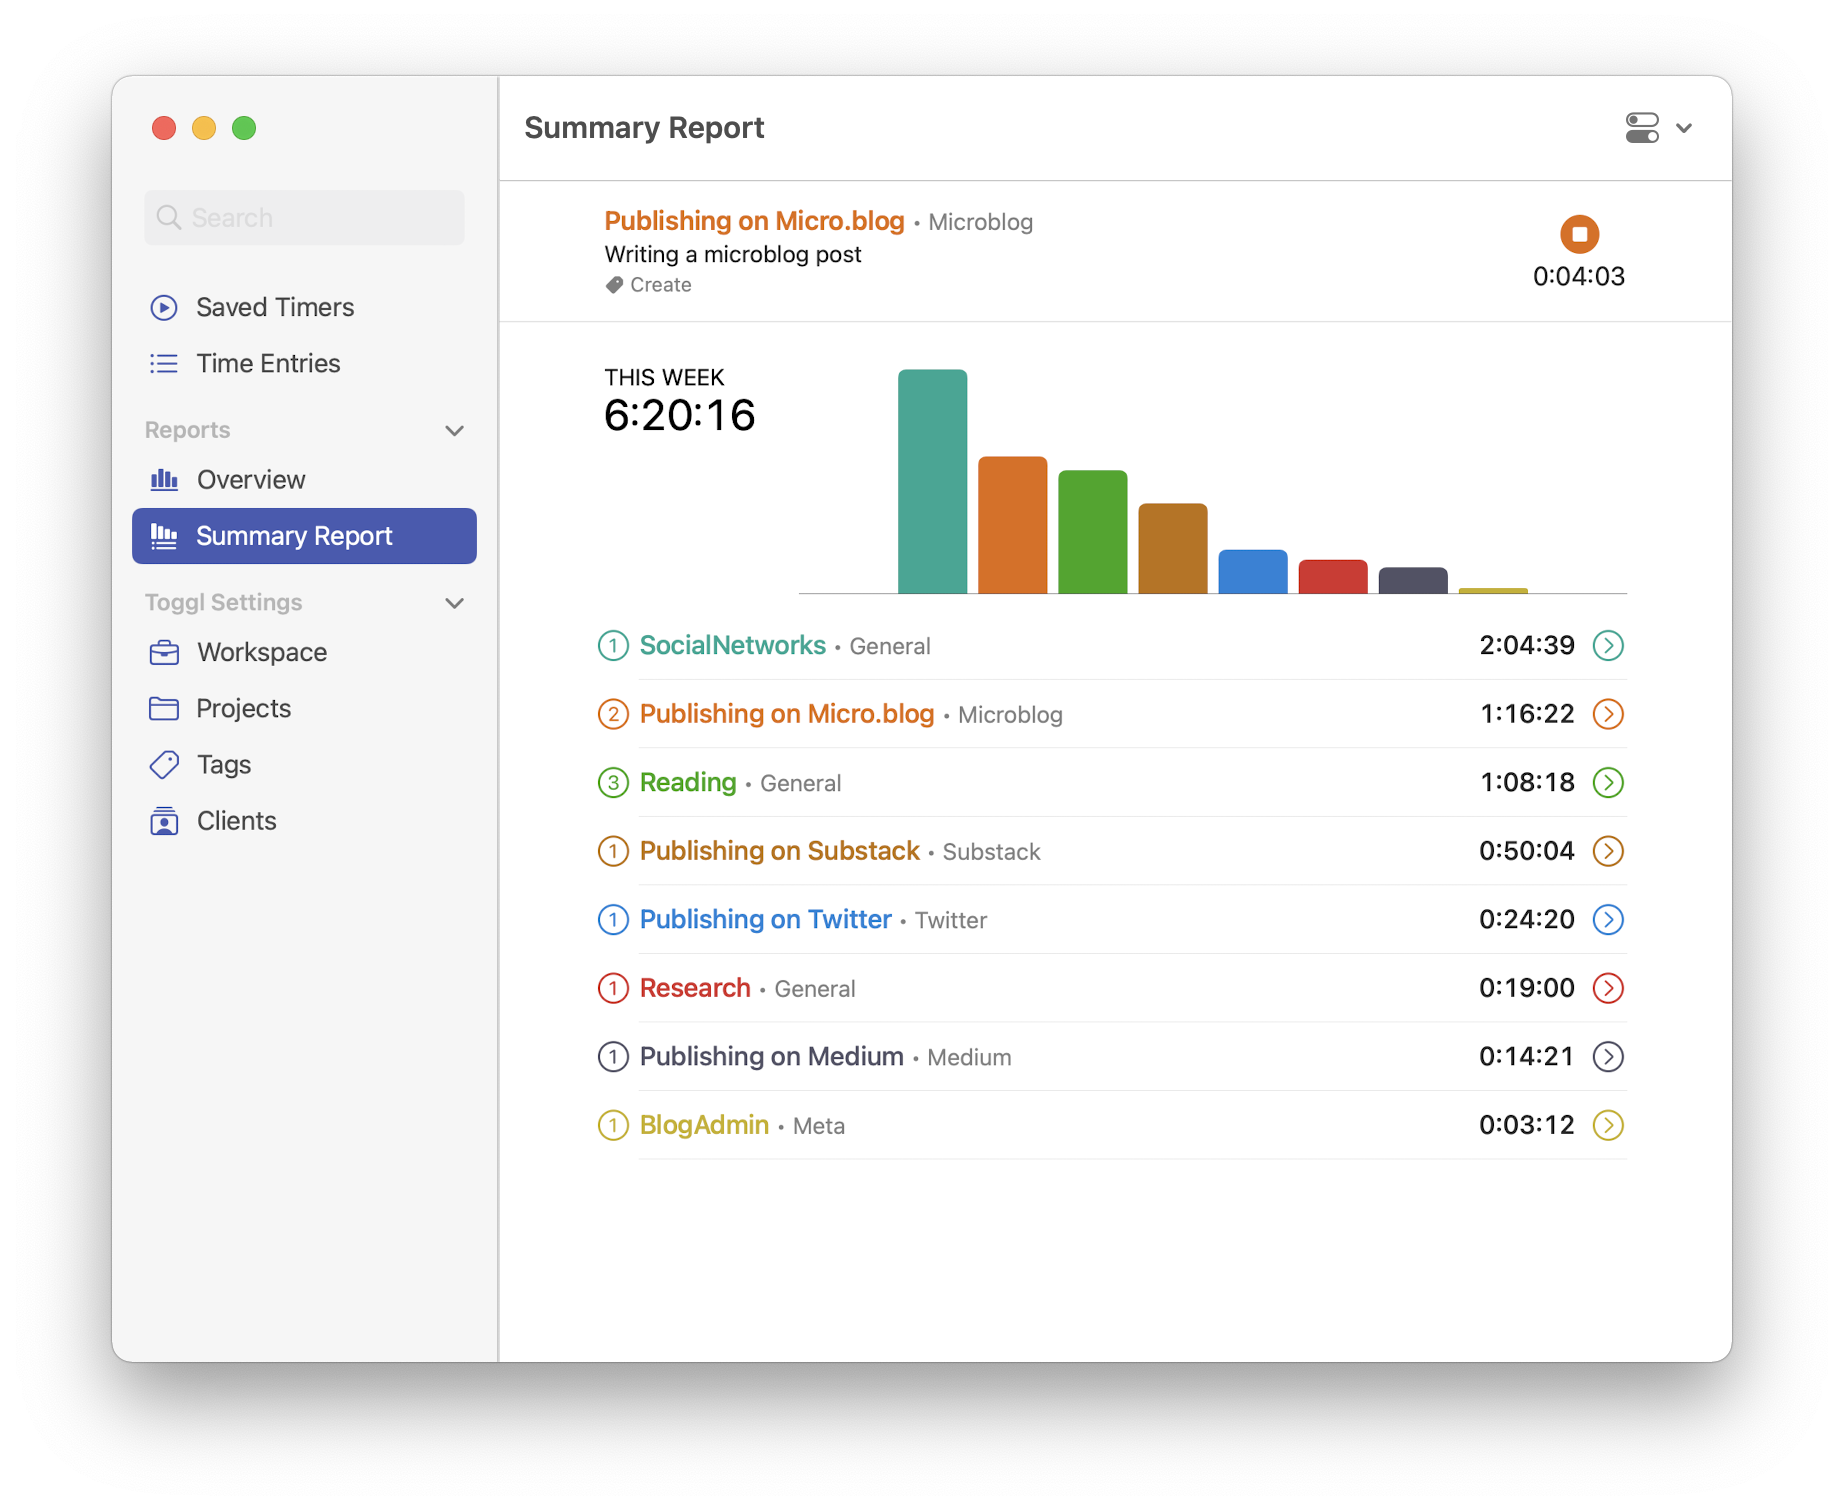 Summary Report
Search
Saved Timers
Time Entries
Reports
Overview
Summary Report
Toggl Settings
Workspace
Projects
Tags
Clients
Publishing on Micro.blog • Microblog
Writing a microblog post
Create
0:04:03
THIS WEEK
6:20:16
1 SocialNetworks • General 2:04:39
2 Publishing on Micro.blog • Microblog 1:16:22
3 Reading • General 1:08:18
1 Publishing on Substack • Substack 0:50:04
1 Publishing on Twitter • Twitter 0:24:20
1 Research • General 0:19:00
1 Publishing on Medium • Medium 0:14:21
1 BlogAdmin • Meta 0:03:12